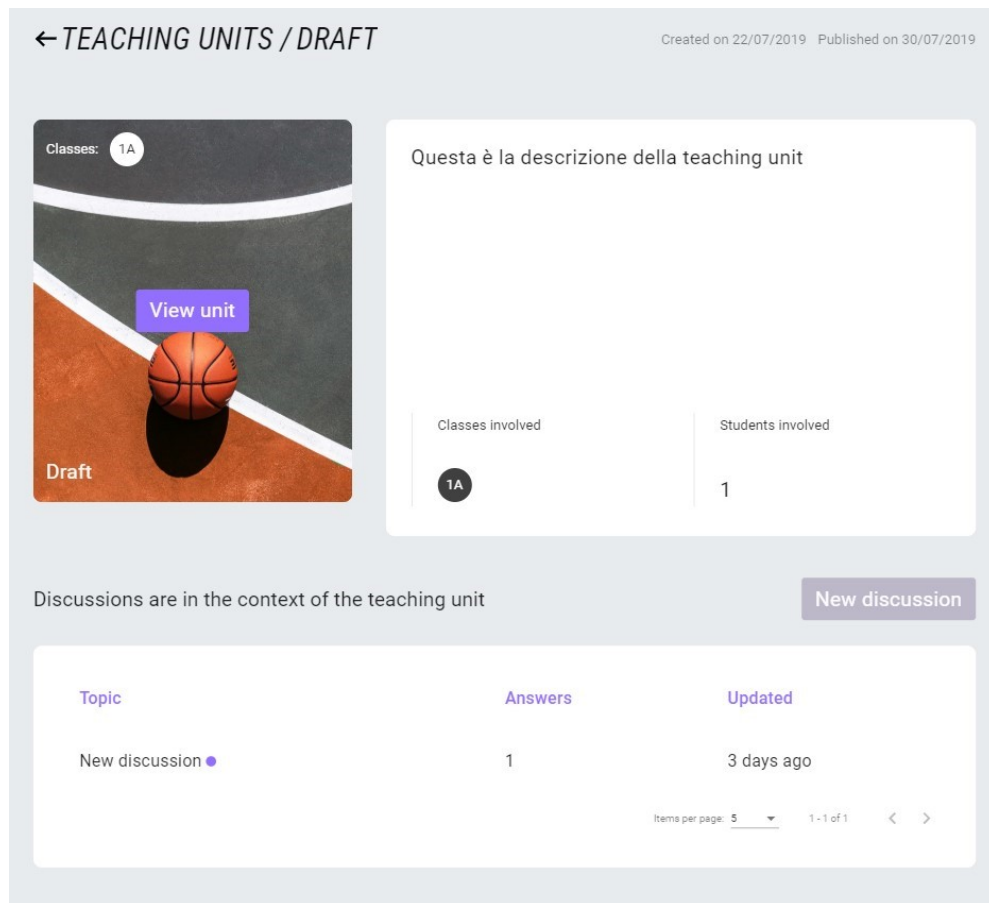 ←TEACHING UNITS / DRAFT
Created on 22/07/2019 Published on 30/07/2019
Classes: 1A
View unit
Draft
Questa è la descrizione della teaching unit
Classes involved
1A
Students involved
1
Discussions are in the context of the teaching unit
New discussion
Topic Answers Updated
New discussion 1 3 days ago
Items per page: 5 1 - 1 of 1